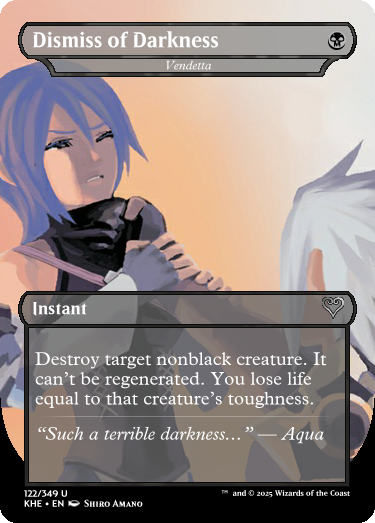 Dismiss of Darkness
Vendetta
Instant
Destroy target nonblack creature. It
can't be regenerated. You lose life
equal to that creature's toughness.
“Such a terrible darkness…” — Aqua
122/349 U
KHE • EN Shiro Amano
™ and © 2025 Wizards of the Coast